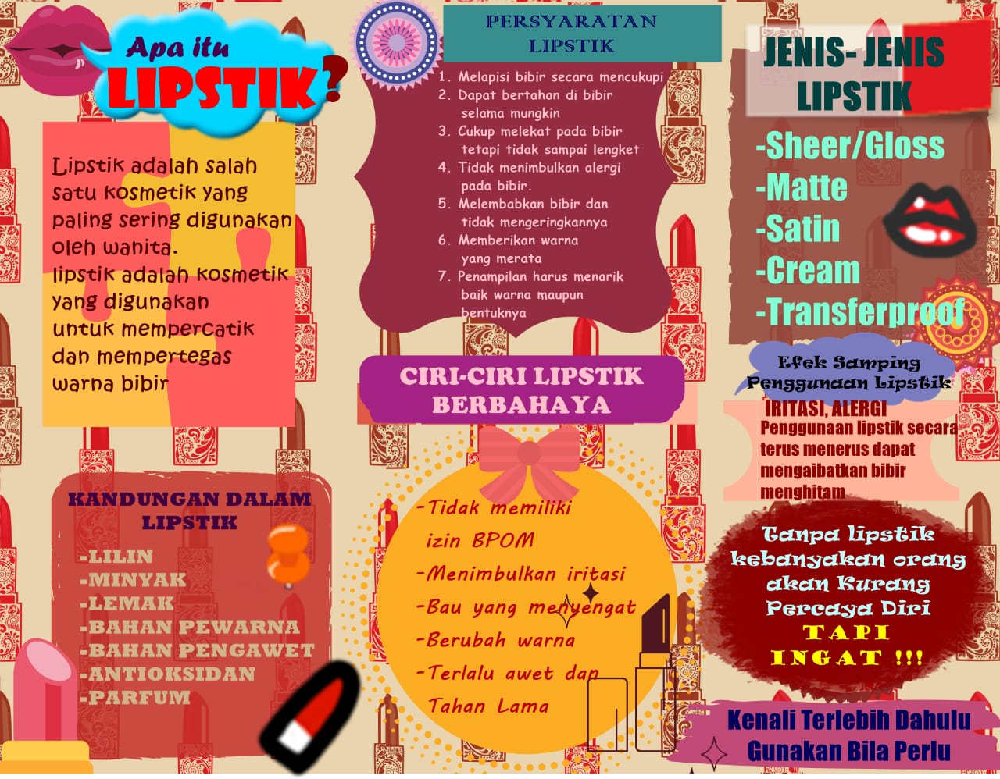 Apa itu
LIPSTIK?
Lipstik adalah salah
satu kosmetik yang
paling sering digunakan
oleh wanita.
lipstik adalah kosmetik
yang digunakan
untuk mempercatik
dan mempertegas
warna bibir
KANDUNGAN DALAM
LIPSTIK
-LILIN
-MINYAK
-LEMAK
-BAHAN PEWARNA
-BAHAN PENGAWET
-ANTIOKSIDAN
-PARFUM
PERSYARATAN
LIPSTIK
1. Melapisi bibir secara mencukupi
2. Dapat bertahan di bibir
selama mungkin
3. Cukup melekat pada bibir
tetapi tidak sampai lengket
4. Tidak menimbulkan alergi
pada bibir.
5. Melembabkan bibir dan
tidak mengeringkannya
6. Memberikan warna
yang merata
7. Penampilan harus menarik
baik warna maupun
bentuknya
CIRI-CIRI LIPSTIK
BERBAHAYA
-Tidak memiliki
izin BPOM
-Menimbulkan iritasi
-Bau yang menyengat
-Berubah warna
-Terlalu awet dan
Tahan Lama
JENIS- JENIS
LIPSTIK
-Sheer/Gloss
-Matte
-Satin
-Cream
-Transferproof
Efek Samping
Penggunaan Lipstik
IRITASI, ALERGI
Penggunaan lipstik secara
terus menerus dapat
mengaibatkan bibir
menghitam
Tanpa lipstik
kebanyakan orang
akan Kurang
Percaya Diri
TAPI
INGAT !!!
Kenali Terlebih Dahulu
Gunakan Bila Perlu